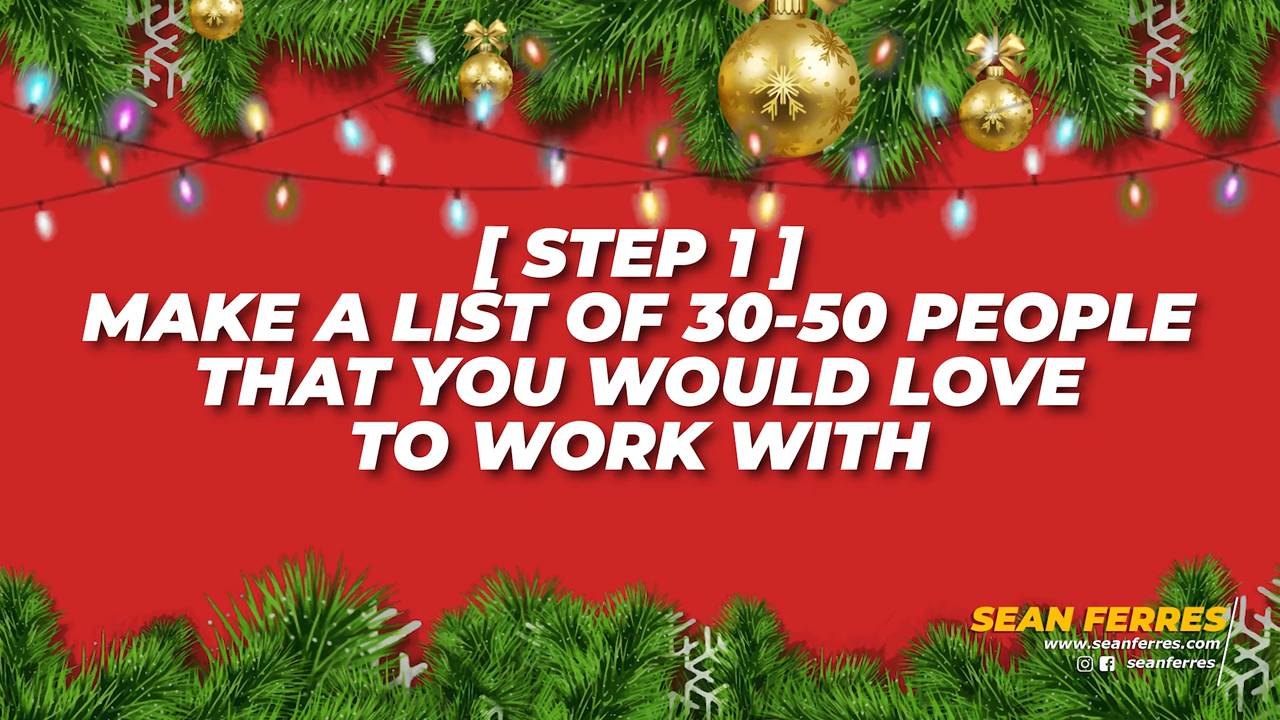 [ STEP 1 ]
MAKE A LIST OF 30-50 PEOPLE
THAT YOU WOULD LOVE
TO WORK WITH
SEAN FERRES
www.seanferres.com
seanferres